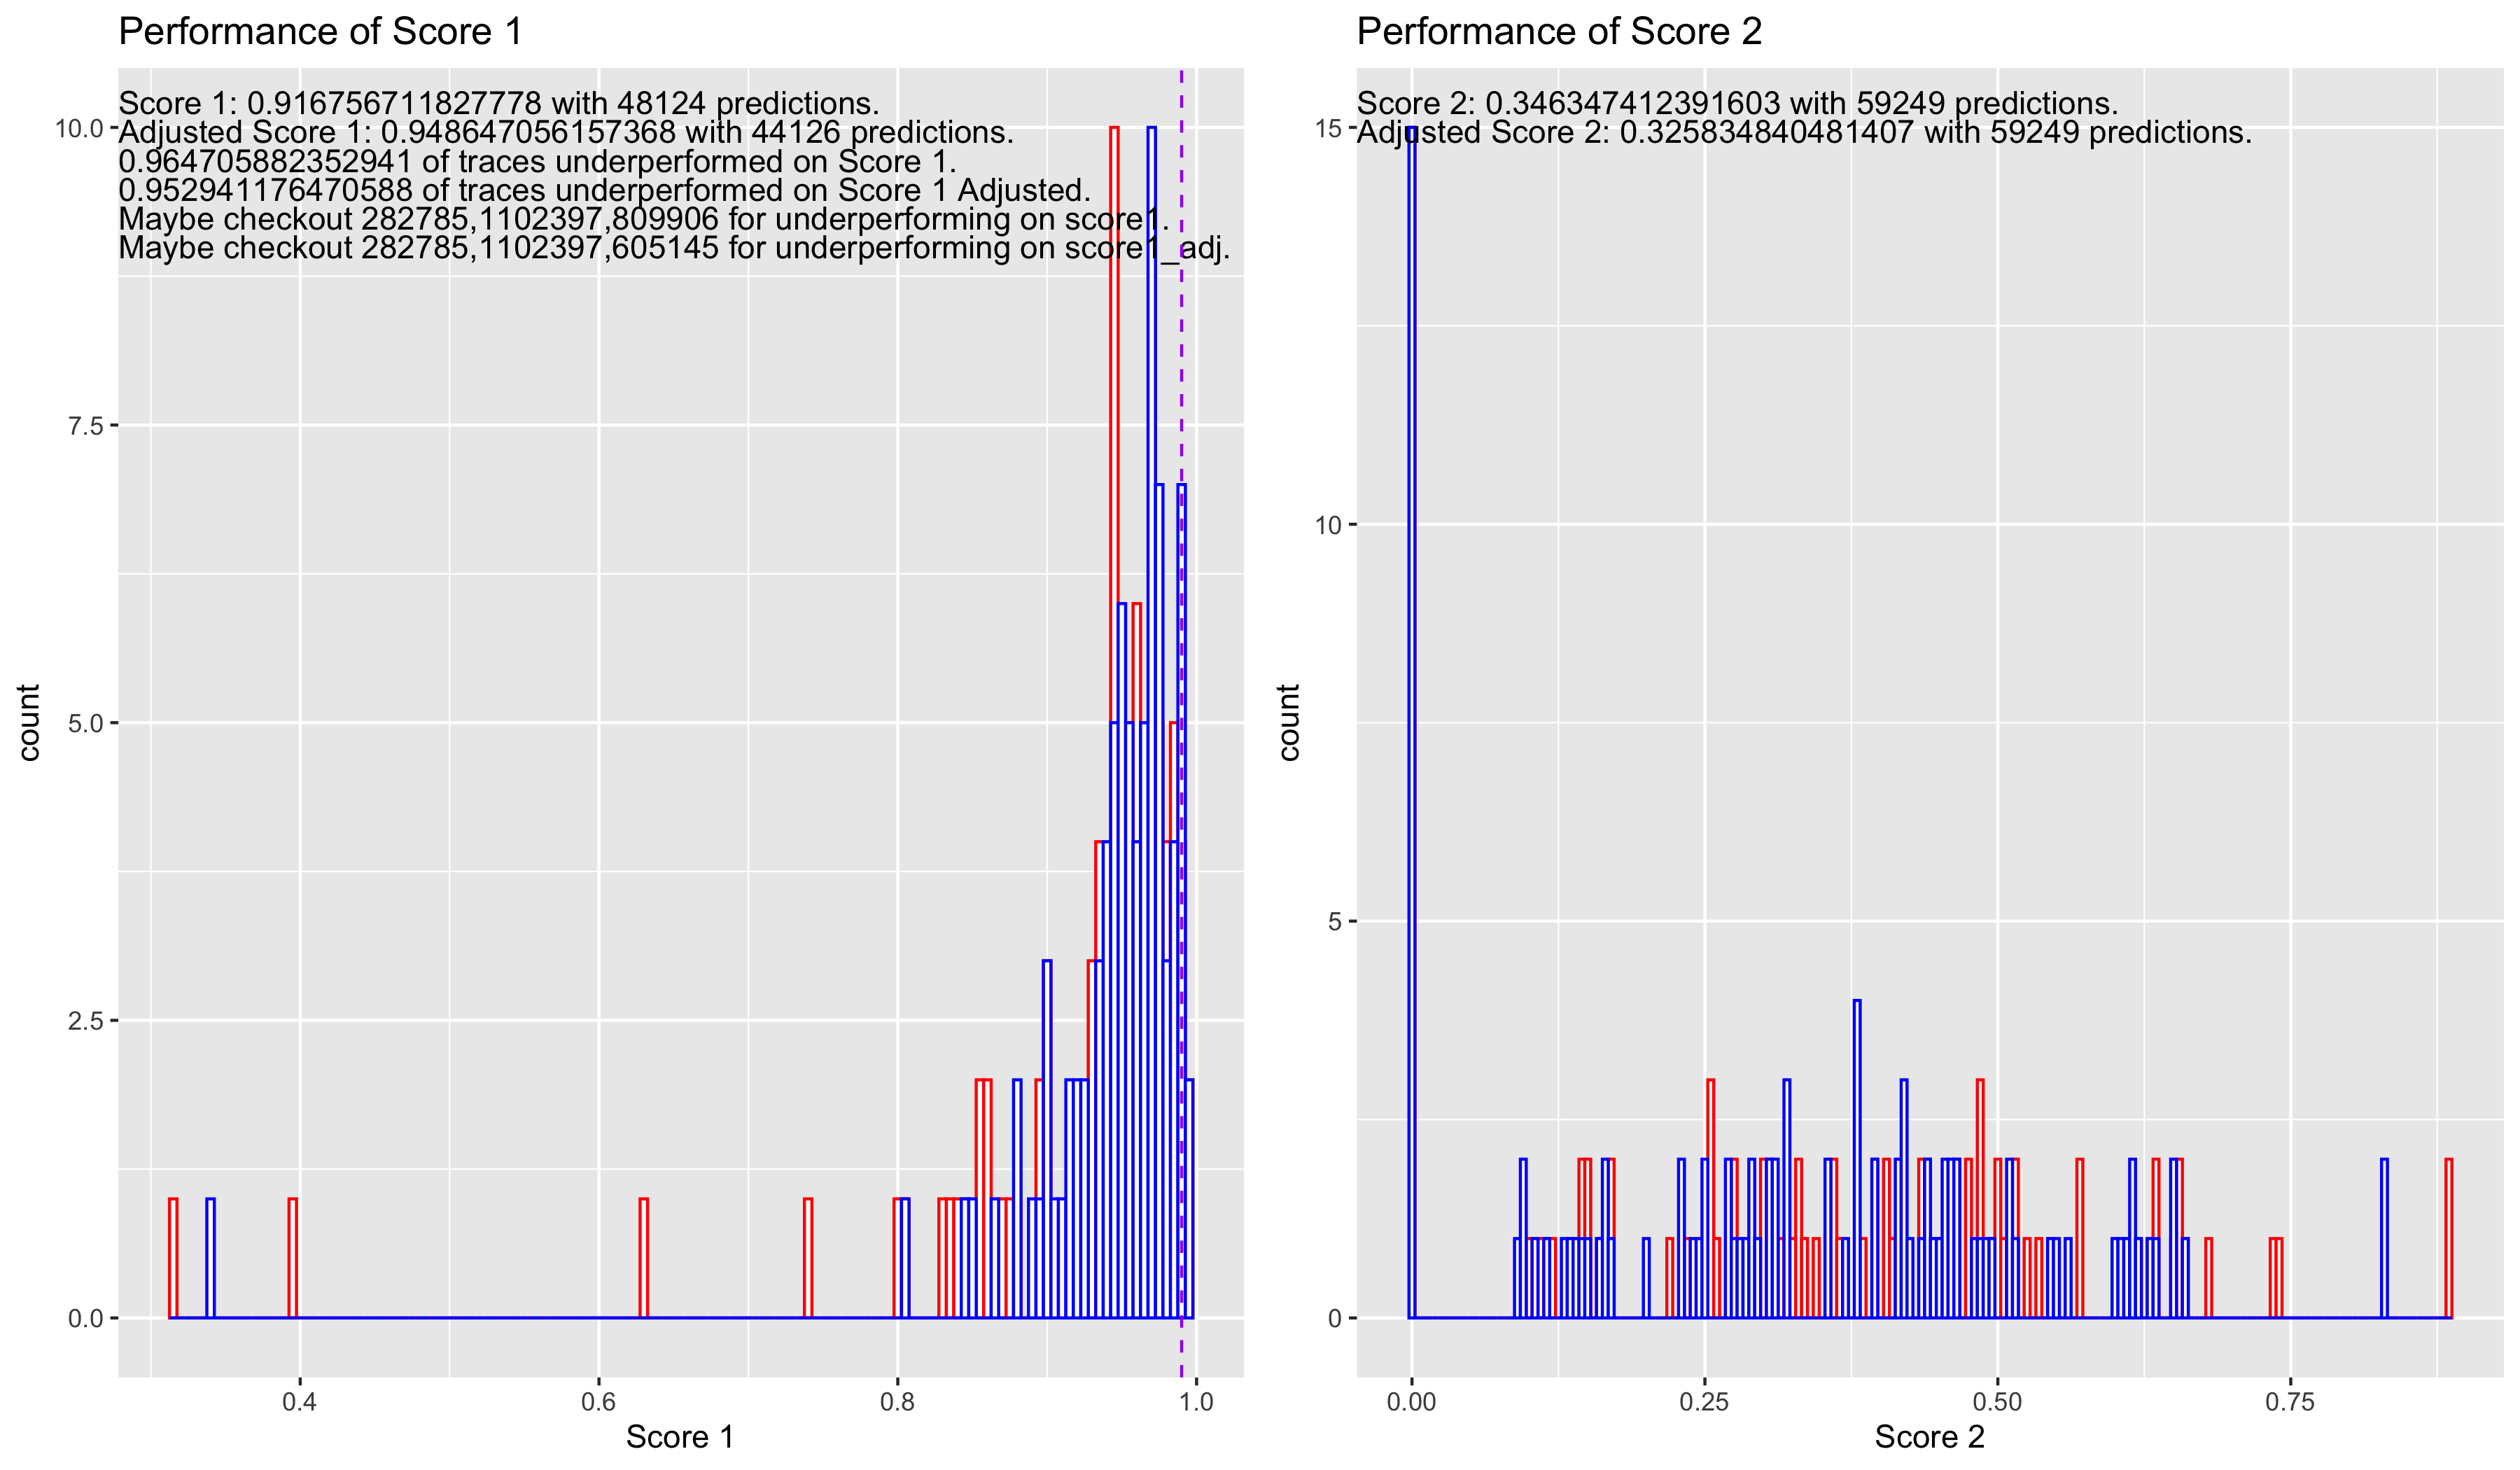 Performance of Score 1
Score 1: 0.916756711827778 with 48124 predictions.
Adjusted Score 1: 0.948647056157368 with 44126 predictions.
0.964705882352941 of traces underperformed on Score 1.
0.952941176470588 of traces underperformed on Score 1 Adjusted.
Maybe checkout 282785,1102397,809906 for underperforming on score1.
Maybe checkout 282785,1102397,605145 for underperforming on score1_adj.
10.0
7.5
5.0
2.5
0.0
count
0.4
0.6
0.8
1.0
Score 1
Performance of Score 2
Score 2: 0.346347412391603 with 59249 predictions.
Adjusted Score 2: 0.325834840481407 with 59249 predictions.
15
10
5
0
count
0.00
0.25
0.50
0.75
Score 2